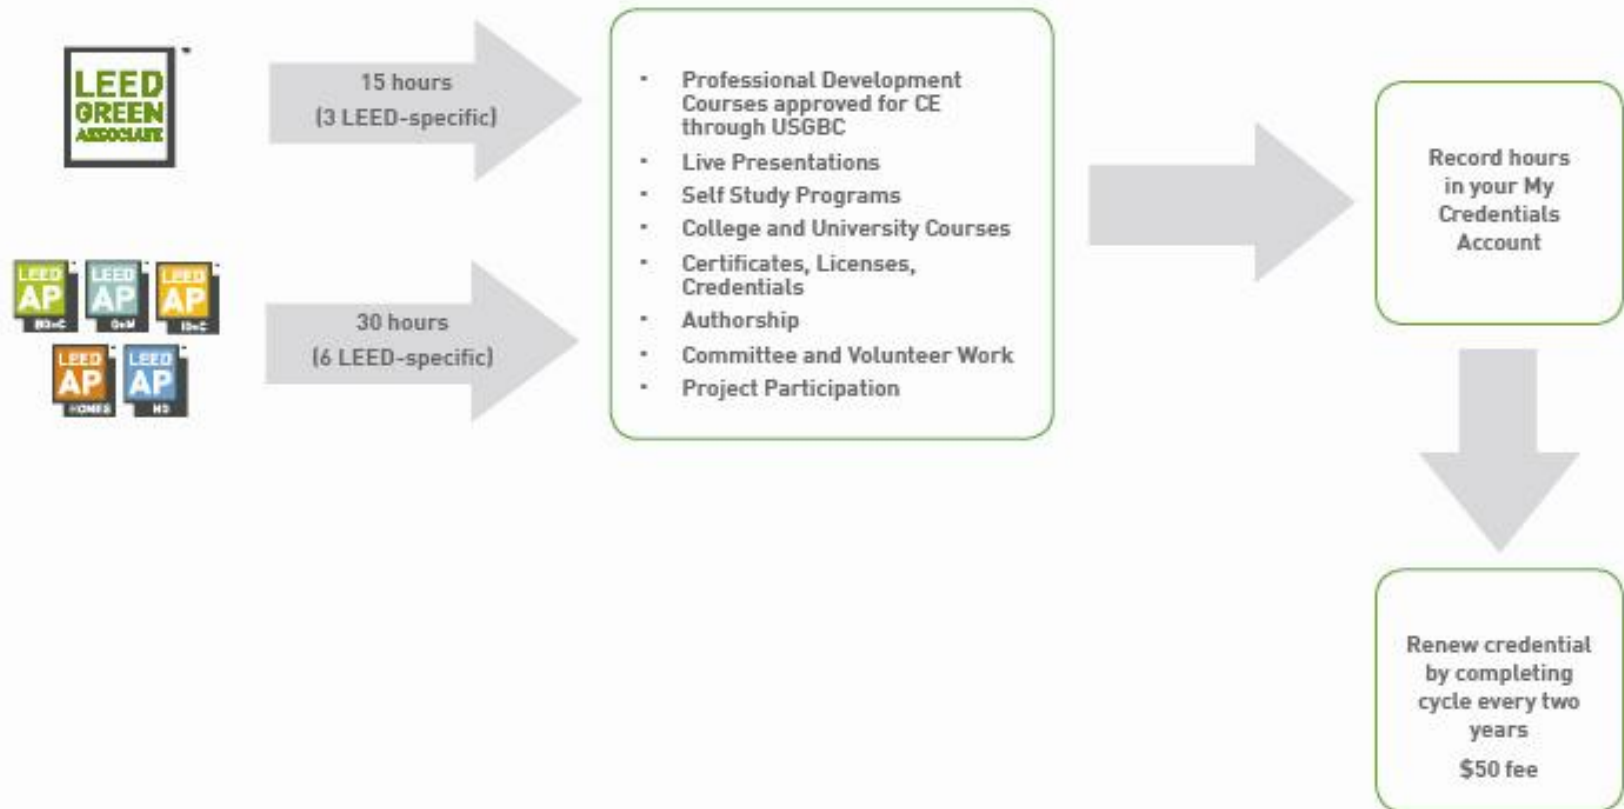 LEED
GREEN
ASSOCIATE
15 hours
(3 LEED-specific)
LEED
AP
BD+C
LEED
AP
O+M
LEED
AP
ID+C
LEED
AP
HOMES
LEED
AP
ND
30 hours
(6 LEED-specific)
- Professional Development
Courses approved for CE
through USGBC
- Live Presentations
- Self Study Programs
- College and University Courses
- Certificates, Licenses,
Credentials
- Authorship
- Committee and Volunteer Work
- Project Participation
Record hours
in your My
Credentials
Account
Renew credential
by completing
cycle every two
years
$50 fee